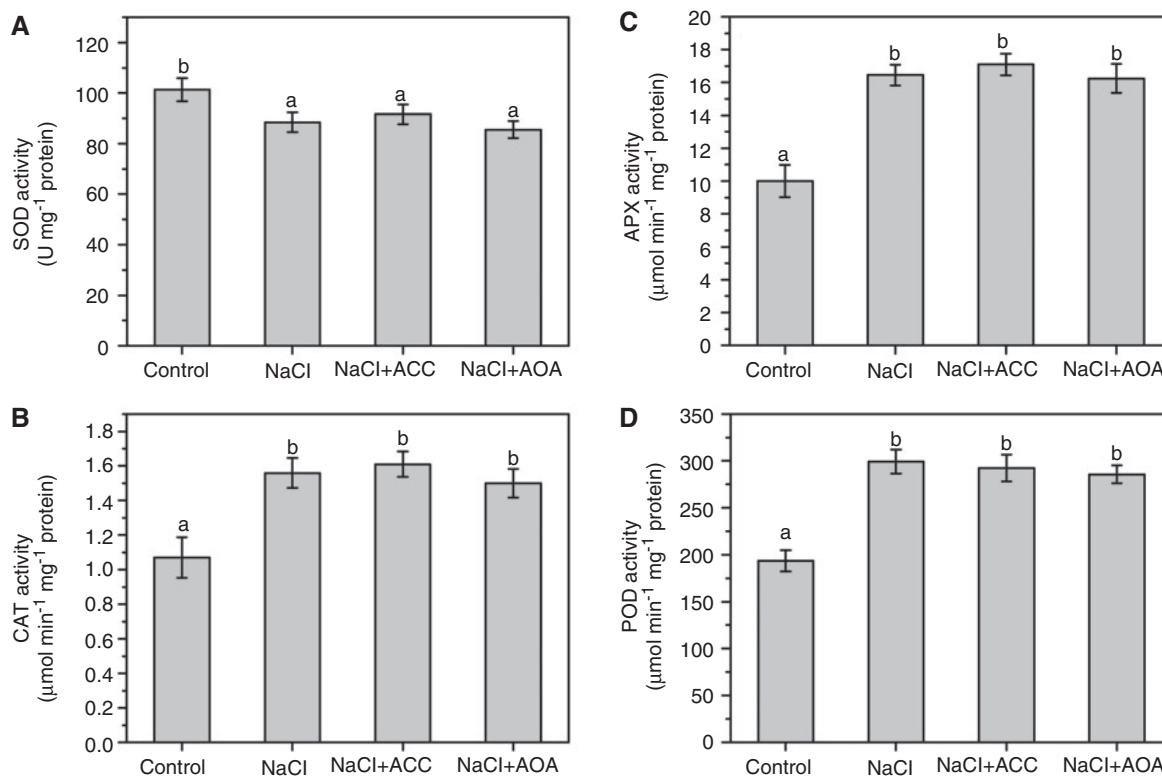 A
SOD activity
(U mg⁻¹ protein)
120
100
80
60
40
20
0
b
a
a
a
Control
NaCl
NaCl+ACC
NaCl+AOA
B
CAT activity
(μmol min⁻¹ mg⁻¹ protein)
1.8
1.6
1.4
1.2
1.0
0.8
0.6
0.4
0.2
0.0
a
b
b
b
Control
NaCl
NaCl+ACC
NaCl+AOA
C
APX activity
(μmol min⁻¹ mg⁻¹ protein)
20
18
16
14
12
10
8
6
4
2
0
a
b
b
b
Control
NaCl
NaCl+ACC
NaCl+AOA
D
POD activity
(μmol min⁻¹ mg⁻¹ protein)
350
300
250
200
150
100
50
0
a
b
b
b
Control
NaCl
NaCl+ACC
NaCl+AOA